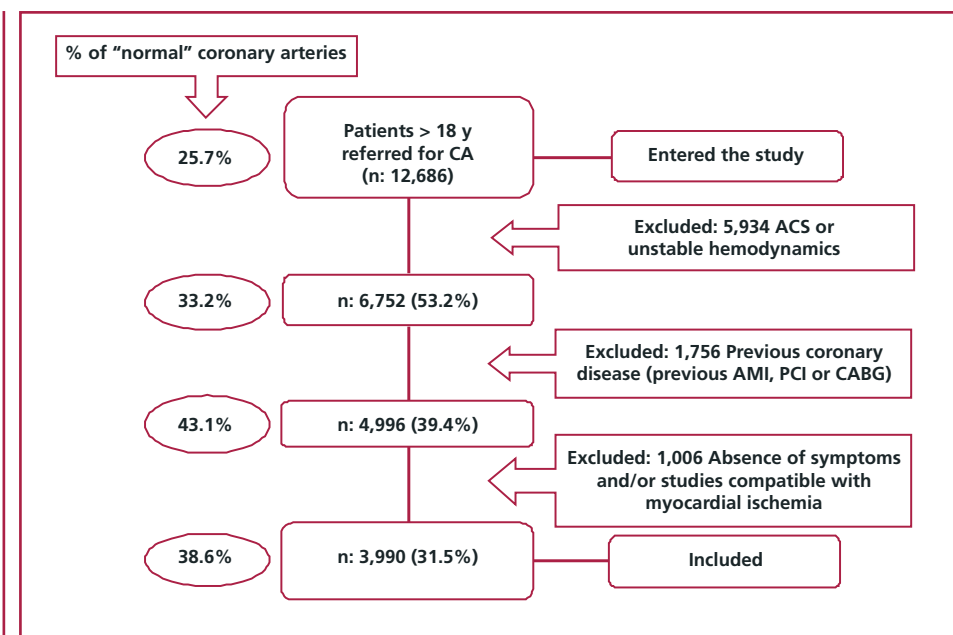 % of “normal” coronary arteries
25.7%
Patients > 18 y
referred for CA
(n: 12,686)
Entered the study
Excluded: 5,934 ACS or
unstable hemodynamics
33.2%
n: 6,752 (53.2%)
Excluded: 1,756 Previous coronary
disease (previous AMI, PCI or CABG)
43.1%
n: 4,996 (39.4%)
Excluded: 1,006 Absence of symptoms
and/or studies compatible with
myocardial ischemia
38.6%
n: 3,990 (31.5%)
Included